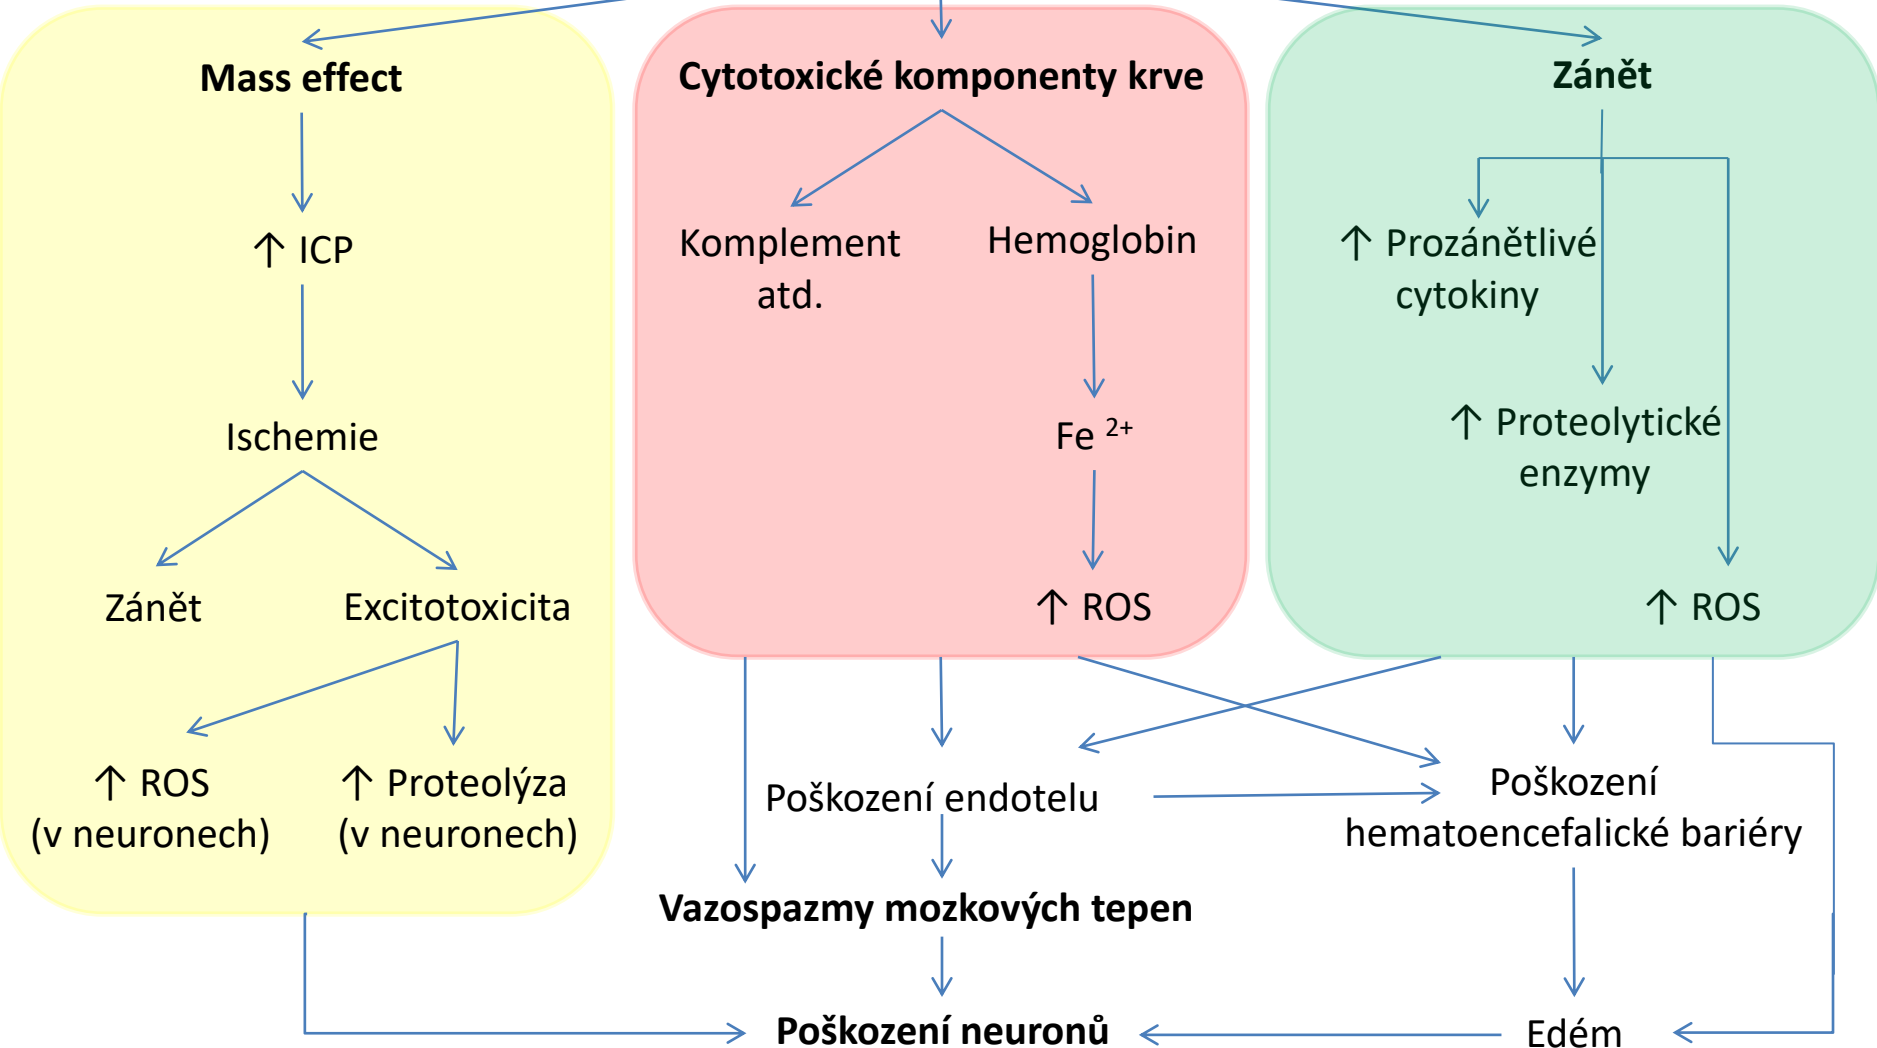 Mass effect
↑ ICP
Ischemie
Zánět
Excitotoxicita
↑ ROS
(v neuronech)
↑ Proteolýza
(v neuronech)
Cytotoxické komponenty krve
Komplement
atd.
Hemoglobin
Fe 2+
↑ ROS
Zánět
↑ Prozánětlivé
cytokiny
↑ Proteolytické
enzymy
↑ ROS
Poškození endotelu
Poškození
hematoencefalické bariéry
Vazospazmy mozkových tepen
Poškození neuronů
Edém